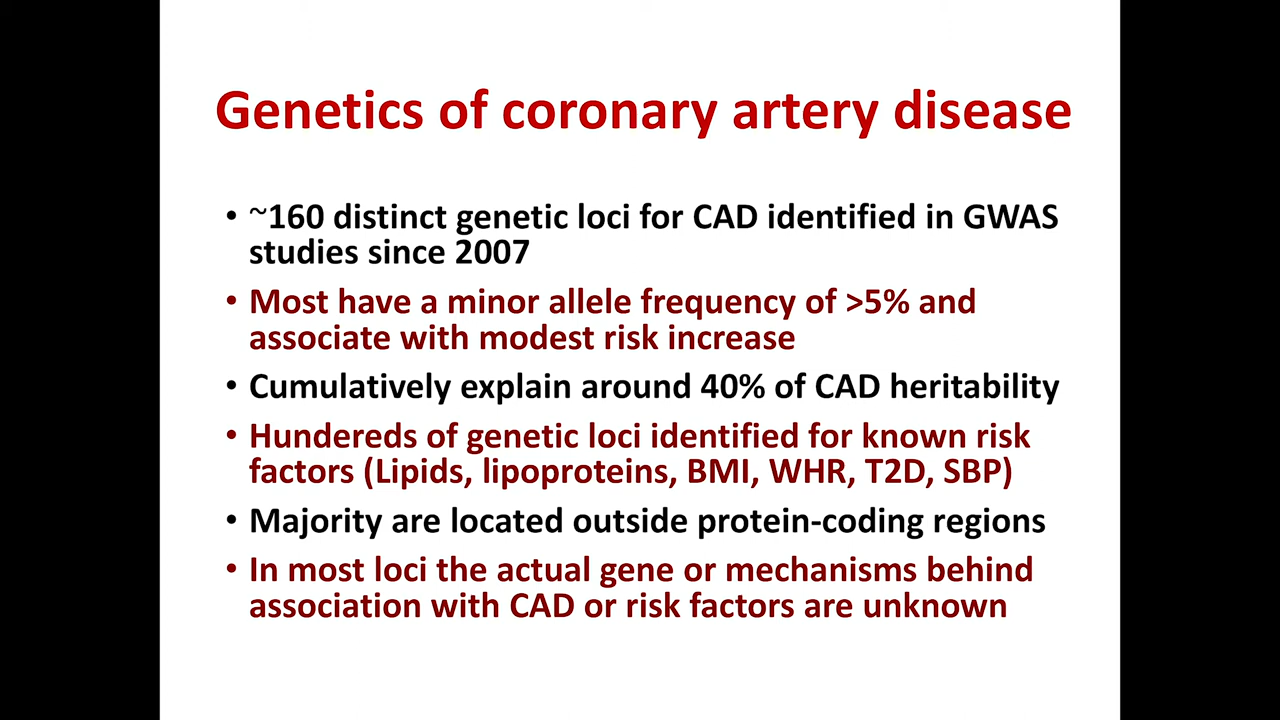 Genetics of coronary artery disease
• ~160 distinct genetic loci for CAD identified in GWAS
studies since 2007
• Most have a minor allele frequency of >5% and
associate with modest risk increase
• Cumulatively explain around 40% of CAD heritability
• Hundereds of genetic loci identified for known risk
factors (Lipids, lipoproteins, BMI, WHR, T2D, SBP)
• Majority are located outside protein-coding regions
• In most loci the actual gene or mechanisms behind
association with CAD or risk factors are unknown